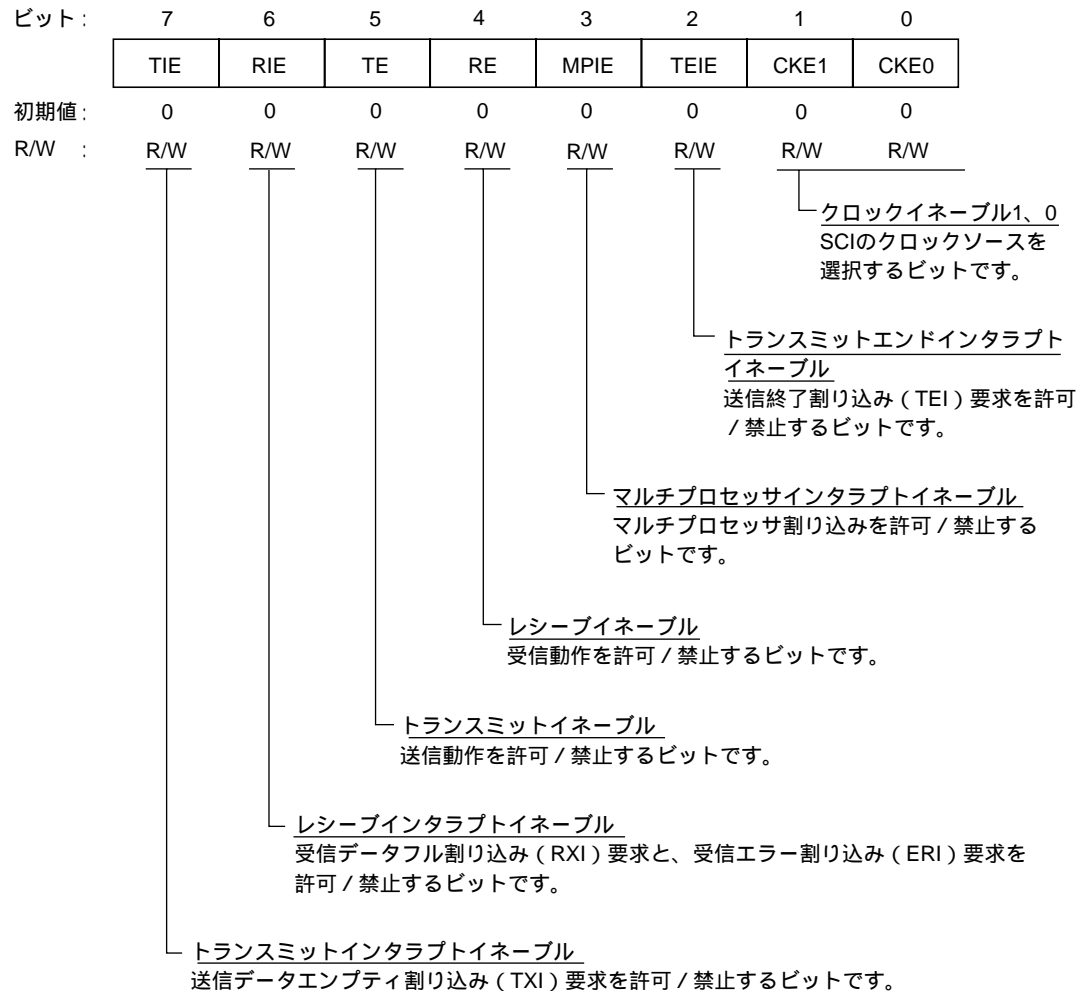 ビット : 7 6 5 4 3 2 1 0
TIE RIE TE RE MPIE TEIE CKE1 CKE0
初期値 : 0 0 0 0 0 0 0 0
R/W : R/W R/W R/W R/W R/W R/W R/W R/W
クロックイネーブル1、0
SCIのクロックソースを
選択するビットです。
トランスミットエンドインタラプト
イネーブル
送信終了割り込み(TEI)要求を許可
/禁止するビットです。
マルチプロセッサインタラプトイネーブル
マルチプロセッサ割り込みを許可/禁止する
ビットです。
レシーブイネーブル
受信動作を許可/禁止するビットです。
トランスミットイネーブル
送信動作を許可/禁止するビットです。
レシーブインタラプトイネーブル
受信データフル割り込み(RXI)要求と、受信エラー割り込み(ERI)要求を
許可/禁止するビットです。
トランスミットインタラプトイネーブル
送信データエンプティ割り込み(TXI)要求を許可/禁止するビットです。